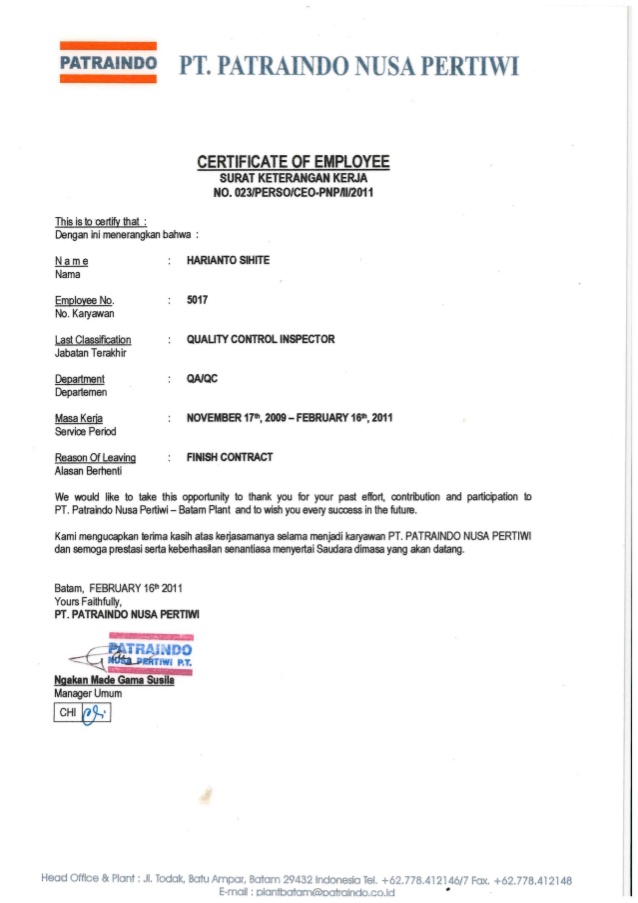 PATRAINDO PT. PATRAINDO NUSA PERTIWI
CERTIFICATE OF EMPLOYEE
SURAT KETERANGAN KERJA
NO. 023/PERSO/CEO-PNP/II/2011
This is to certify that :
Dengan ini menerangkan bahwa :
N a m e : HARIANTO SIHITE
Nama
Employee No. : 5017
No. Karyawan
Last Classification : QUALITY CONTROL INSPECTOR
Jabatan Terakhir
Department : QA/QC
Departemen
Masa Kerja : NOVEMBER 17th, 2009 – FEBRUARY 16th, 2011
Service Period
Reason Of Leaving : FINISH CONTRACT
Alasan Berhenti
We would like to take this opportunity to thank you for your past effort, contribution and participation to
PT. Patraindo Nusa Pertiwi – Batam Plant and to wish you every success in the future.
Kami mengucapkan terima kasih atas kerjasamanya selama menjadi karyawan PT. PATRAINDO NUSA PERTIWI
dan semoga prestasi serta keberhasilan senantiasa menyertai Saudara dimasa yang akan datang.
Batam, FEBRUARY 16th 2011
Yours Faithfully,
PT. PATRAINDO NUSA PERTIWI
PATRAINDO
NUSA PERTIWI P.T.
Ngakan Made Gama Susila
Manager Umum
CHI
Head Office & Plant : Jl. Todak, Batu Ampar, Batam 29432 Indonesia Tel. +62.778.412146/7 Fax. +62.778.412148
E-mail : plantbatam@patraindo.co.id